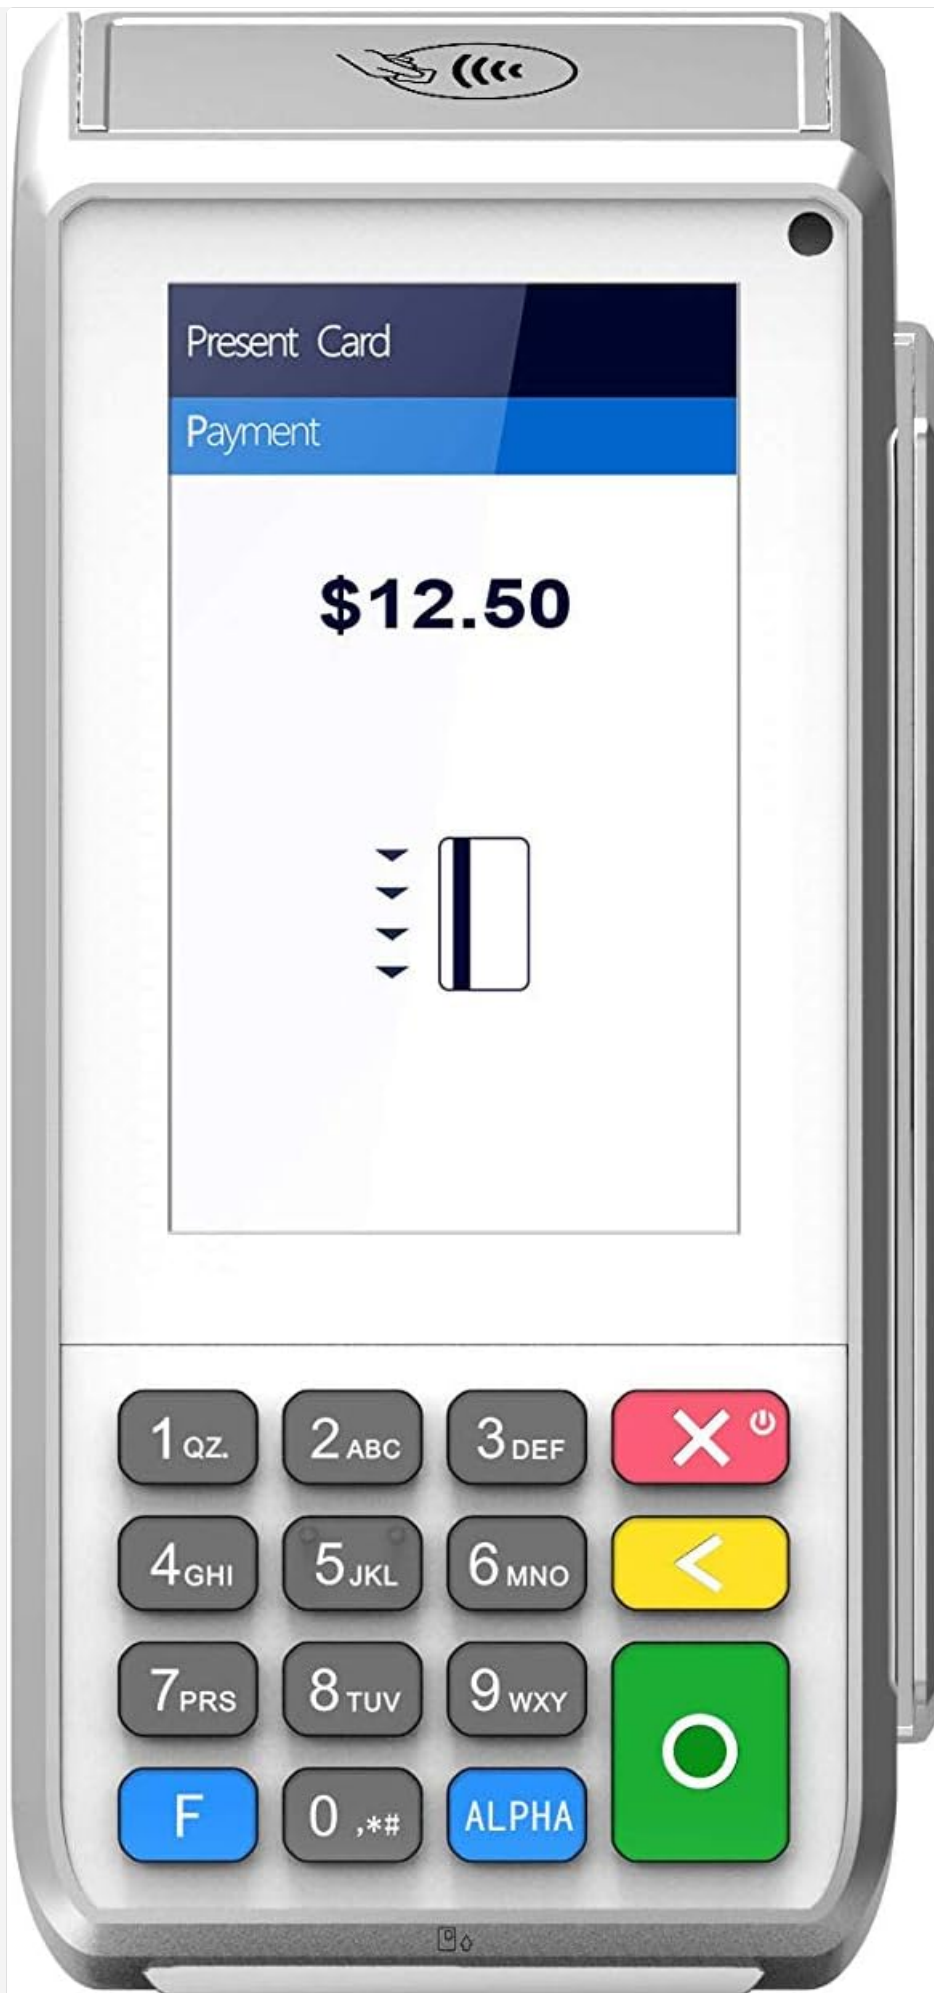 Present Card
Payment
$12.50
1 QZ. 2 ABC 3 DEF
4 GHI 5 JKL 6 MNO
7 PRS 8 TUV 9 WXY
F 0 ,*# ALPHA